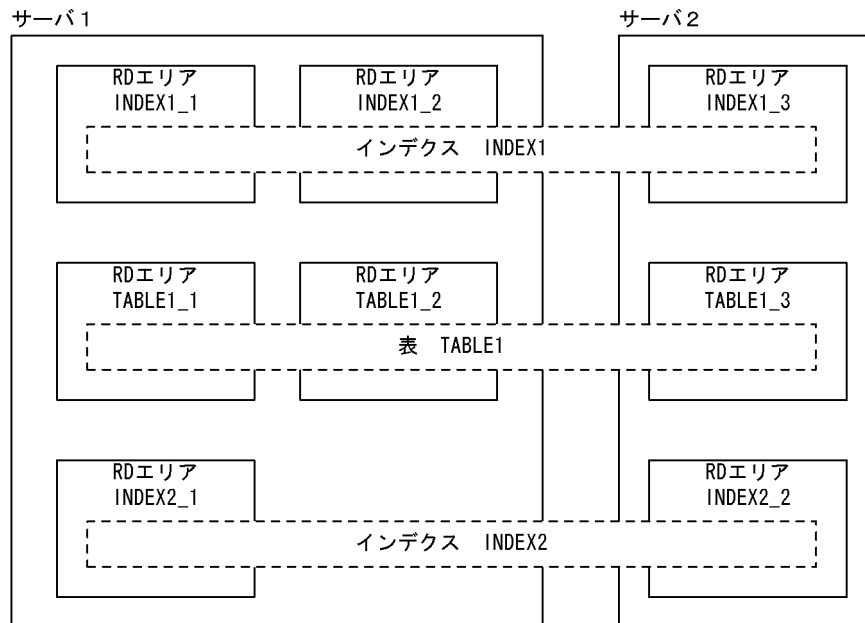 サーバ1
サーバ2
RDエリア
INDEX1_1
RDエリア
INDEX1_2
RDエリア
INDEX1_3
インデクス INDEX1
RDエリア
TABLE1_1
RDエリア
TABLE1_2
RDエリア
TABLE1_3
表 TABLE1
RDエリア
INDEX2_1
RDエリア
INDEX2_2
インデクス INDEX2